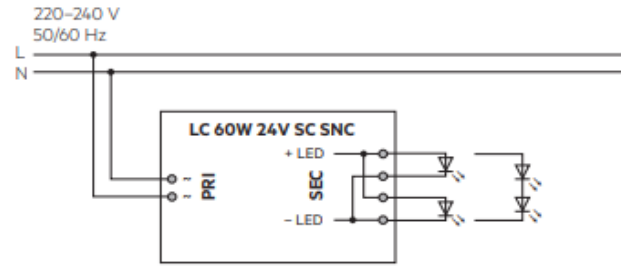 220–240 V
50/60 Hz
L
N
LC 60W 24V SC SNC
+ LED
~
PRI
SEC
~
– LED